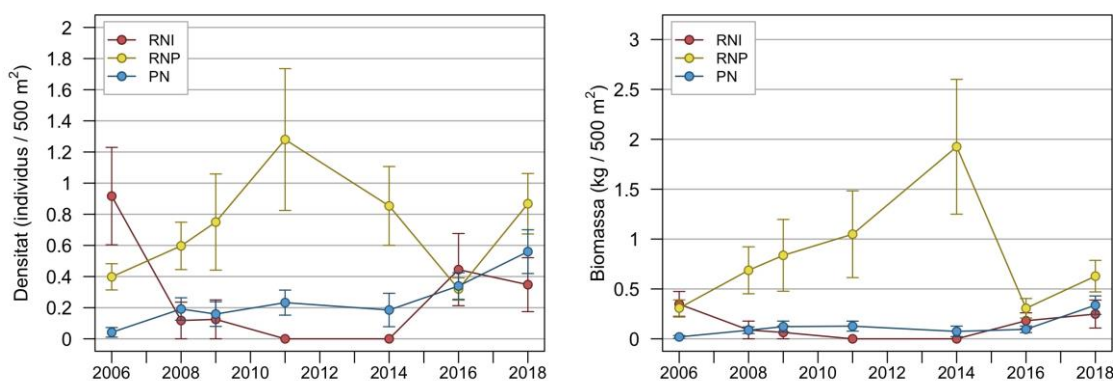 Densitat (individus / 500 m²)
2
1.8
1.6
1.4
1.2
1
0.8
0.6
0.4
0.2
0
RNI
RNP
PN
2006 2008 2010 2012 2014 2016 2018
Biomassa (kg / 500 m²)
3
2.5
2
1.5
1
0.5
0
RNI
RNP
PN
2006 2008 2010 2012 2014 2016 2018